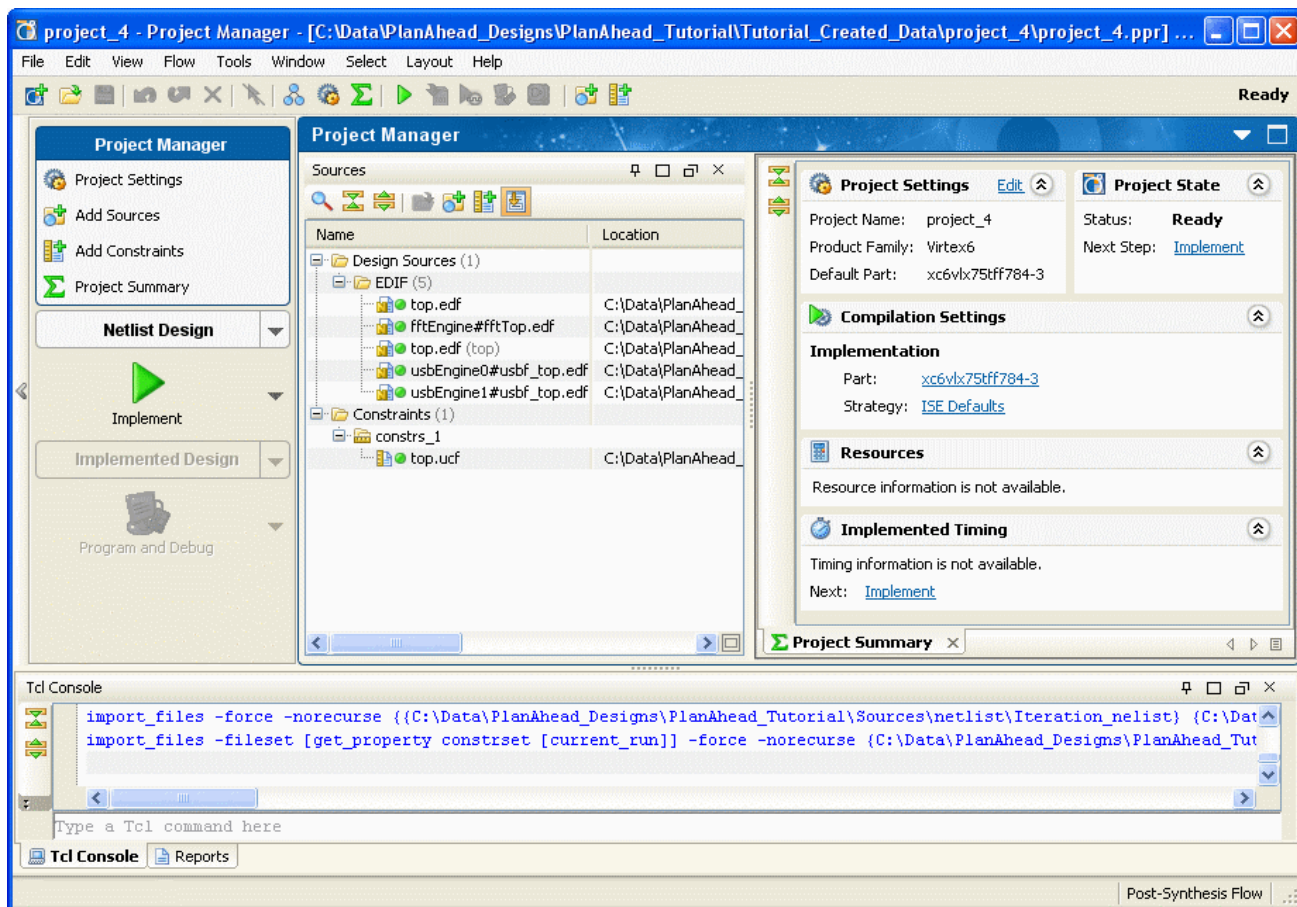 project_4 - Project Manager - [C:\Data\PlanAhead_Designs\PlanAhead_Tutorial\Tutorial_Created_Data\project_4\project_4.ppr] ...
File Edit View Flow Tools Window Select Layout Help
Ready
Project Manager
Project Settings
Add Sources
Add Constraints
Project Summary
Netlist Design
Implement
Implemented Design
Program and Debug
Project Manager
Sources
Name Location
Design Sources (1)
EDIF (5)
top.edf C:\Data\PlanAhead_
fftEngine#fftTop.edf C:\Data\PlanAhead_
top.edf (top) C:\Data\PlanAhead_
usbEngine0#usbf_top.edf C:\Data\PlanAhead_
usbEngine1#usbf_top.edf C:\Data\PlanAhead_
Constraints (1)
constrs_1
top.ucf C:\Data\PlanAhead_
Project Settings Edit
Project Name: project_4
Product Family: Virtex6
Default Part: xc6vlx75tff784-3
Project State
Status: Ready
Next Step: Implement
Compilation Settings
Implementation
Part: xc6vlx75tff784-3
Strategy: ISE Defaults
Resources
Resource information is not available.
Implemented Timing
Timing information is not available.
Next: Implement
Project Summary
Tcl Console
import_files -force -norecurse {{C:\Data\PlanAhead_Designs\PlanAhead_Tutorial\Sources\netlist\Iteration_nelist} {C:\Dat
import_files -fileset [get_property constrset [current_run]] -force -norecurse {C:\Data\PlanAhead_Designs\PlanAhead_Tut
Type a Tcl command here
Tcl Console Reports
Post-Synthesis Flow